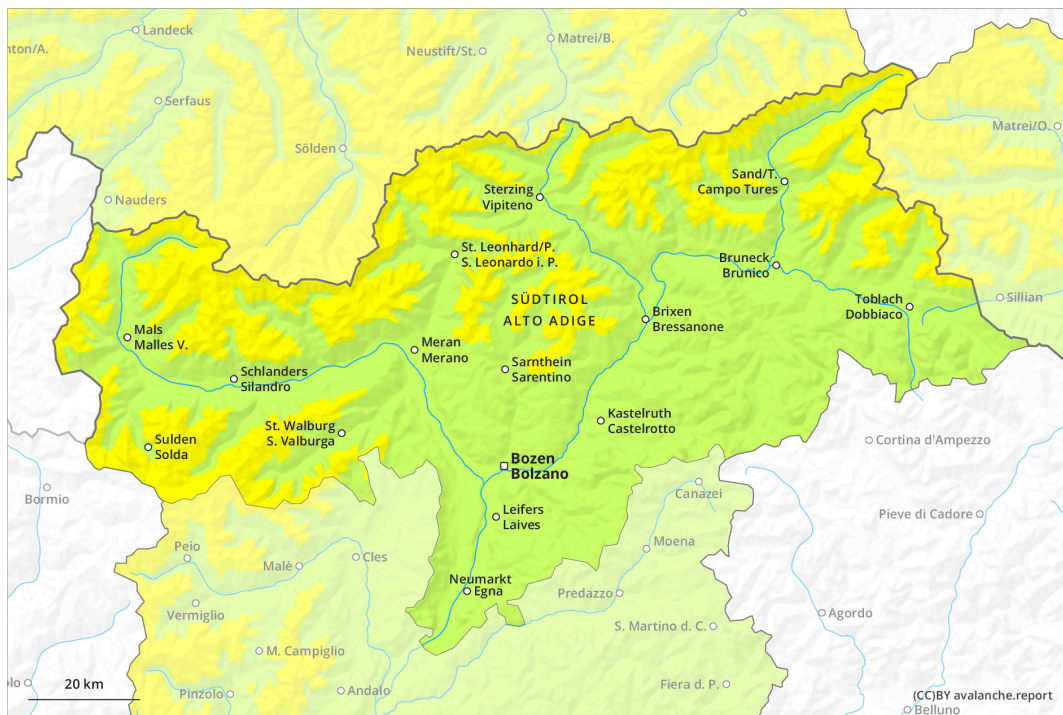 Landeck
Matrei/B.
nton/A.
Neustift/St.
Serfaus
Matrei/O.
Sölden
Sand/T.
Campo Tures
Sterzing
Vipiteno
Nauders
St. Leonhard/P.
S. Leonardo i. P.
Bruneck
Brunico
SÜDTIROL
ALTO ADIGE
Toblach
Dobbiaco
Sillian
Brixen
Bressanone
Mals
Malles V.
Meran
Merano
Sarnthein
Sarentino
Schlanders
Silandro
Kastelruth
Castelrotto
St. Walburg
S. Valburga
Sulden
Solda
Cortina d'Ampezzo
Bozen
Bolzano
Bormio
Canazei
Leifers
Laives
Pieve di Cadore
Peio
Moena
Cles
Malè
Neumarkt
Egna
Predazzo
Vermiglio
Agordo
S. Martino d. C.
M. Campiglio
20 km
lo
Pinzolo
Andalo
Fiera d. P.
(CC)BY avalanche.report
Belluno